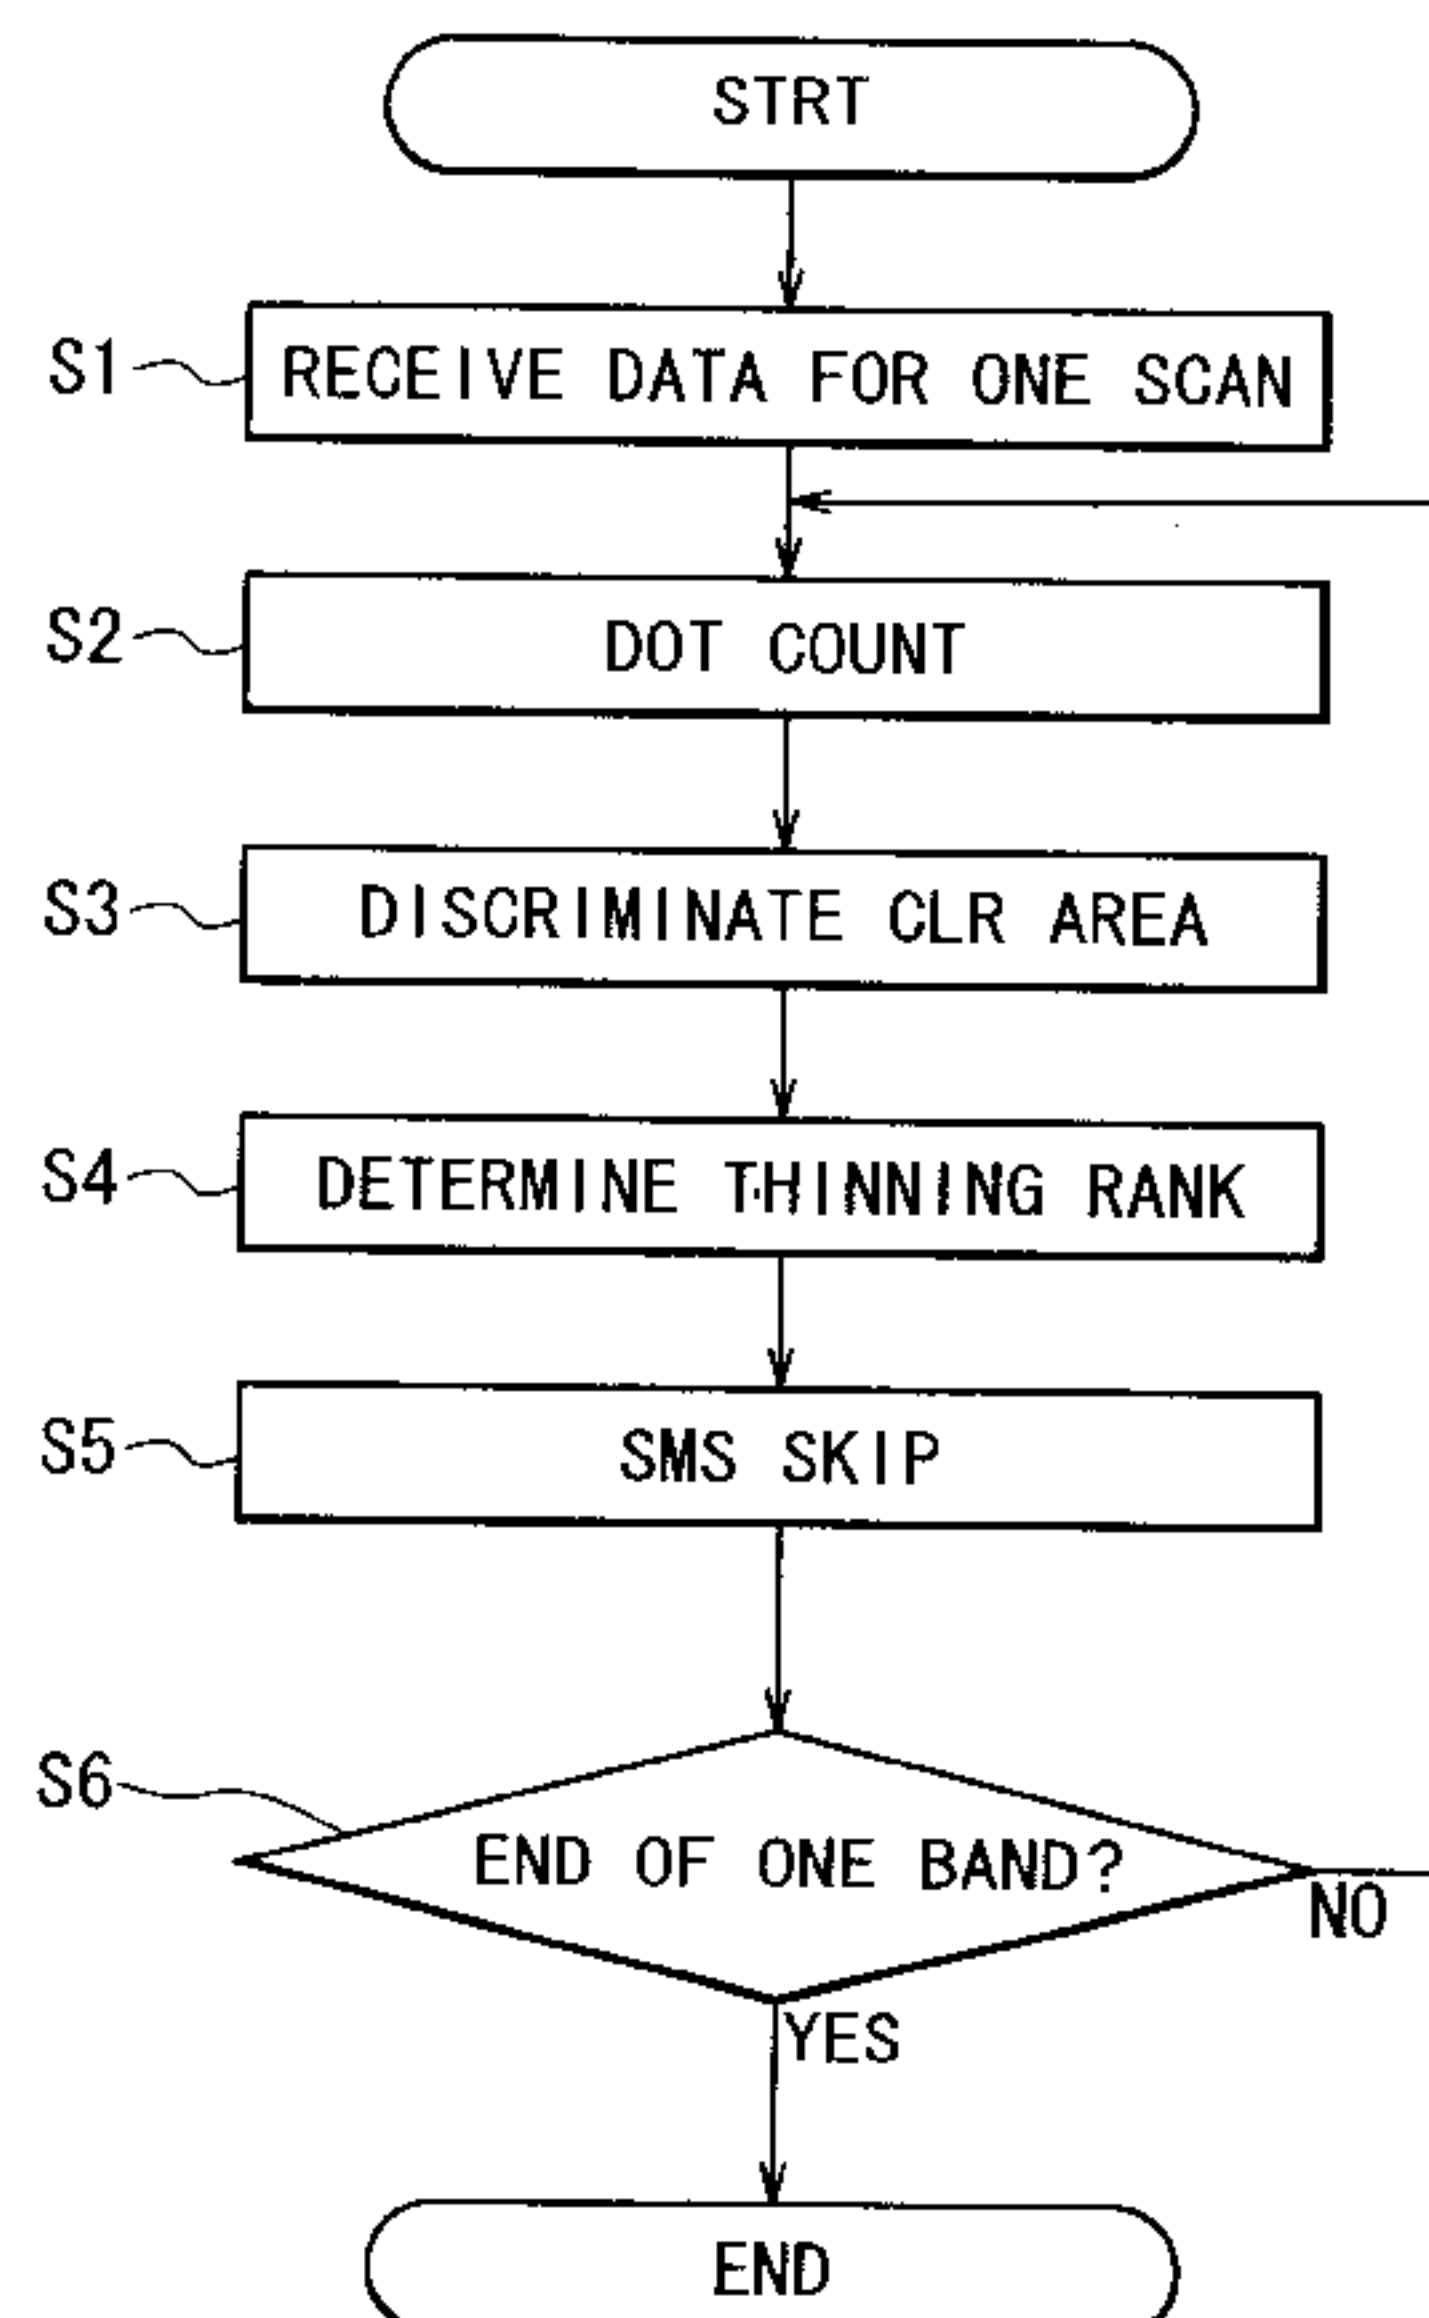 STRT
S1 RECEIVE DATA FOR ONE SCAN
S2 DOT COUNT
S3 DISCRIMINATE CLR AREA
S4 DETERMINE THINNING RANK
S5 SMS SKIP
S6 END OF ONE BAND?
NO
YES
END